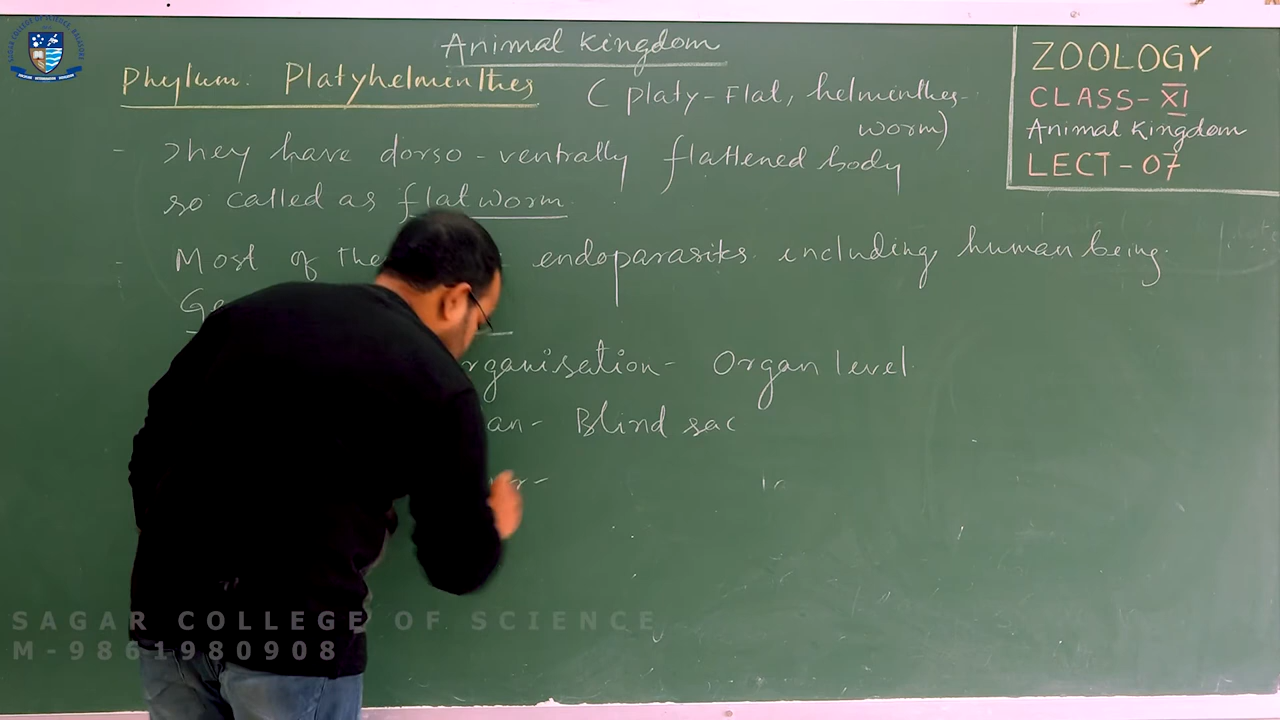 Animal Kingdom
Phylum: Platyhelminthes ( platy-Flat, helminthes-
worm)
- They have dorso-ventrally flattened body
so called as flatworm.
- Most of the endoparasites including human being.
organisation- Organ level
- Blind sac
ZOOLOGY
CLASS-XI
Animal Kingdom
LECT-07
SAGAR COLLEGE OF SCIENCE
M-9861980908